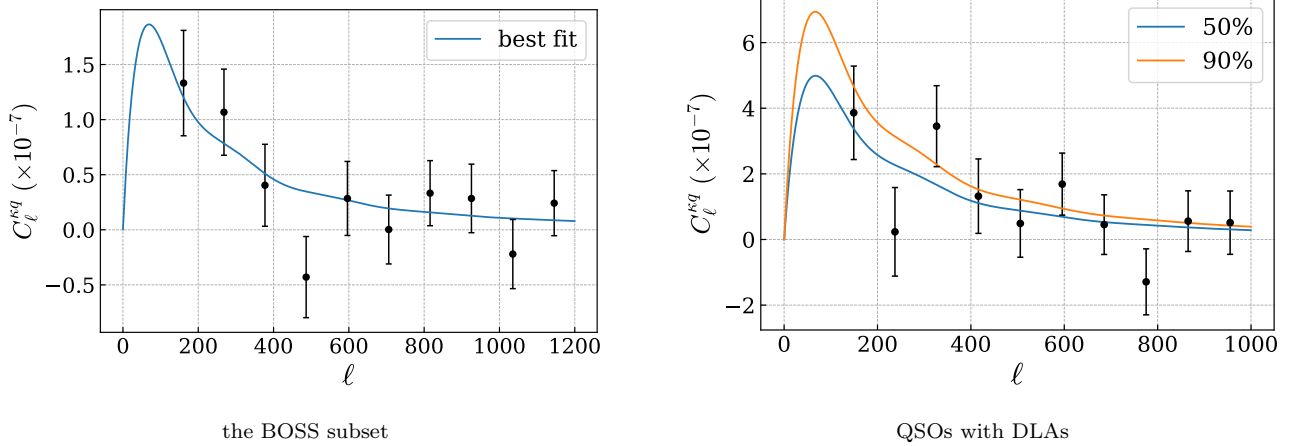 best fit
1.5
1.0
0.5
0.0
−0.5
C_ℓ^{κq} (×10^{−7})
0 200 400 600 800 1000 1200
ℓ
the BOSS subset
50%
90%
6
4
2
0
−2
C_ℓ^{κq} (×10^{−7})
0 200 400 600 800 1000
ℓ
QSOs with DLAs